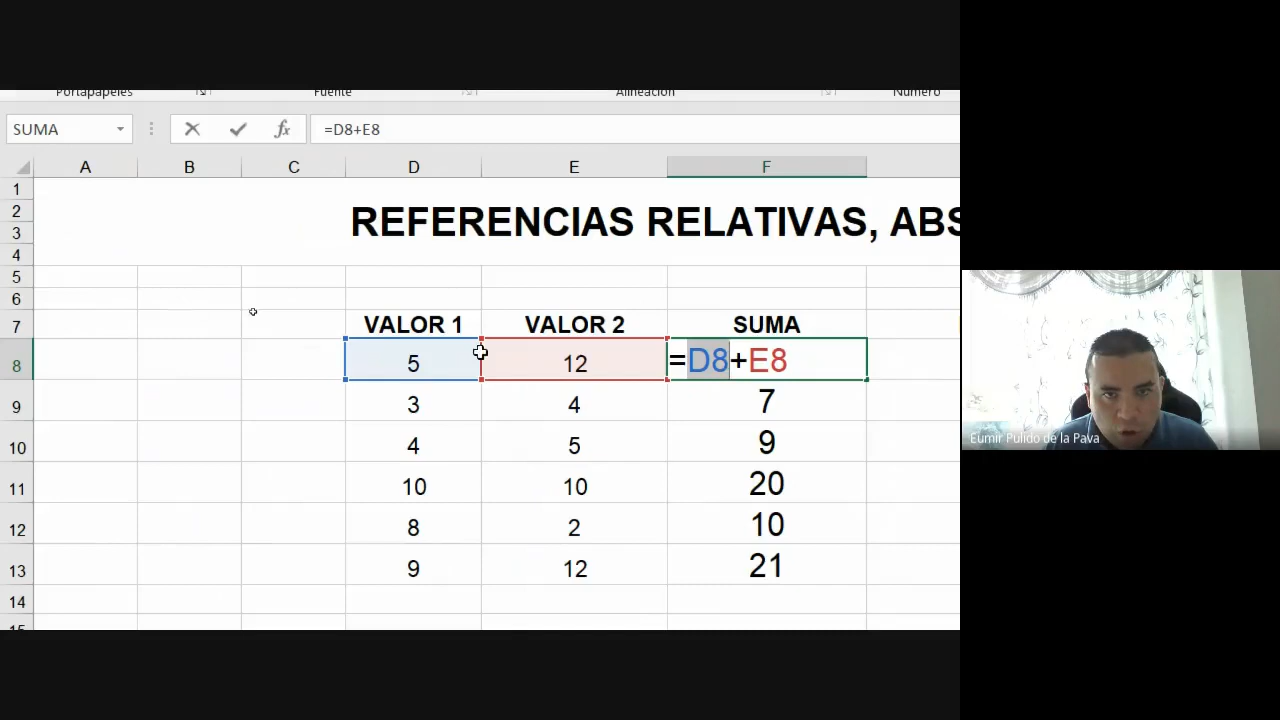 Portapapeles Fuente Alineación Número
SUMA =D8+E8
A B C D E F
1
2
REFERENCIAS RELATIVAS, ABS
3
4
5
6
7 VALOR 1 VALOR 2 SUMA
8 5 12 =D8+E8
9 3 4 7
10 4 5 9
11 10 10 20
12 8 2 10
13 9 12 21
14
15
Eumir Pulido de la Pava